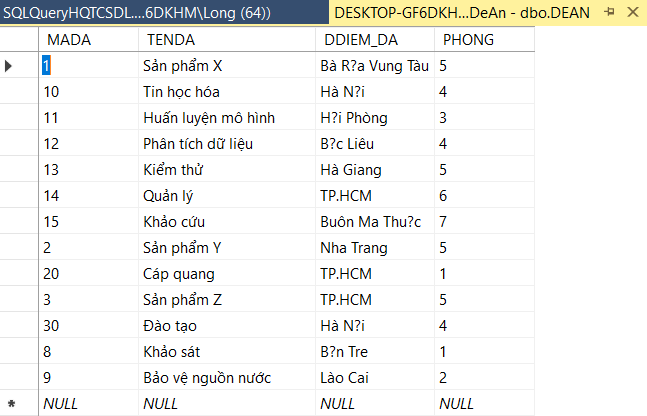 SQLQueryHQTCSDL....6DKHM\Long (64))    DESKTOP-GF6DKH...DeAn - dbo.DEAN
MADA TENDA DDIEM_DA PHONG
1 Sản phẩm X Bà R?a Vung Tàu 5
10 Tin học hóa Hà N?i 4
11 Huấn luyện mô hình H?i Phòng 3
12 Phân tích dữ liệu B?c Liêu 4
13 Kiểm thử Hà Giang 5
14 Quản lý TP.HCM 6
15 Khảo cứu Buôn Ma Thu?c 7
2 Sản phẩm Y Nha Trang 5
20 Cáp quang TP.HCM 1
3 Sản phẩm Z TP.HCM 5
30 Đào tạo Hà N?i 4
8 Khảo sát B?n Tre 1
9 Bảo vệ nguồn nước Lào Cai 2
NULL NULL NULL NULL